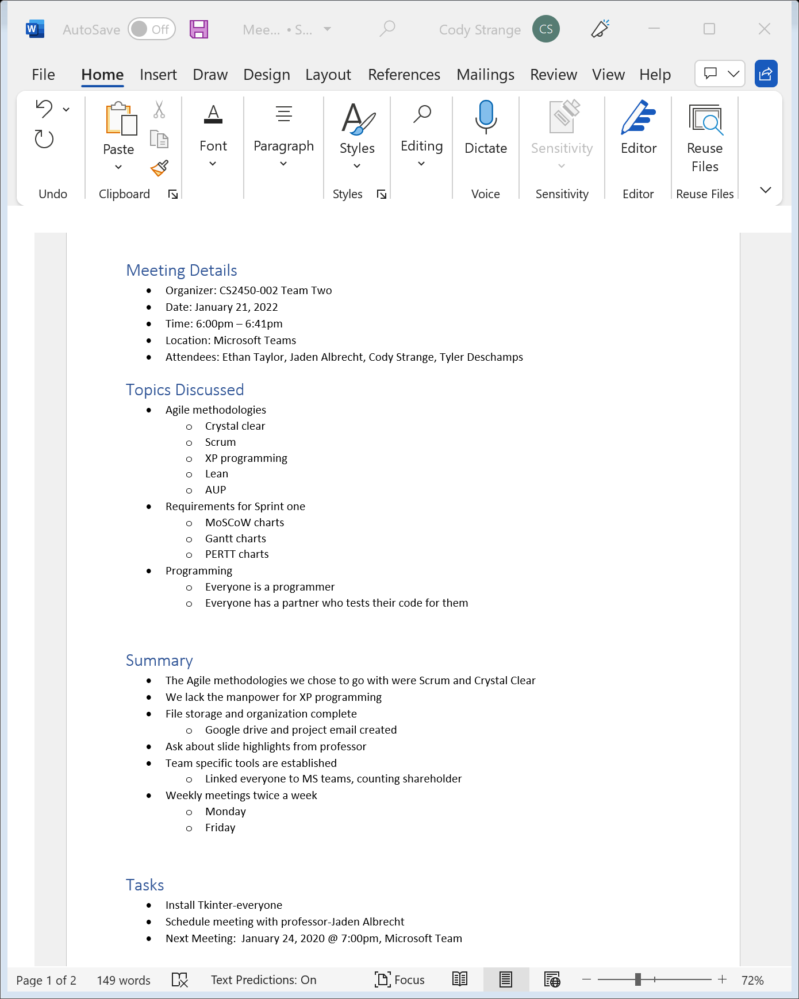 AutoSave Off Mee... • S... Cody Strange CS
File Home Insert Draw Design Layout References Mailings Review View Help
Paste Font Paragraph Styles Editing Dictate Sensitivity Editor Reuse Files
Undo Clipboard Styles Voice Sensitivity Editor Reuse Files
Meeting Details
• Organizer: CS2450-002 Team Two
• Date: January 21, 2022
• Time: 6:00pm – 6:41pm
• Location: Microsoft Teams
• Attendees: Ethan Taylor, Jaden Albrecht, Cody Strange, Tyler Deschamps
Topics Discussed
• Agile methodologies
o Crystal clear
o Scrum
o XP programming
o Lean
o AUP
• Requirements for Sprint one
o MoSCoW charts
o Gantt charts
o PERTT charts
• Programming
o Everyone is a programmer
o Everyone has a partner who tests their code for them
Summary
• The Agile methodologies we chose to go with were Scrum and Crystal Clear
• We lack the manpower for XP programming
• File storage and organization complete
o Google drive and project email created
• Ask about slide highlights from professor
• Team specific tools are established
o Linked everyone to MS teams, counting shareholder
• Weekly meetings twice a week
o Monday
o Friday
Tasks
• Install Tkinter-everyone
• Schedule meeting with professor-Jaden Albrecht
• Next Meeting:  January 24, 2020 @ 7:00pm, Microsoft Team
Page 1 of 2 149 words Text Predictions: On Focus 72%